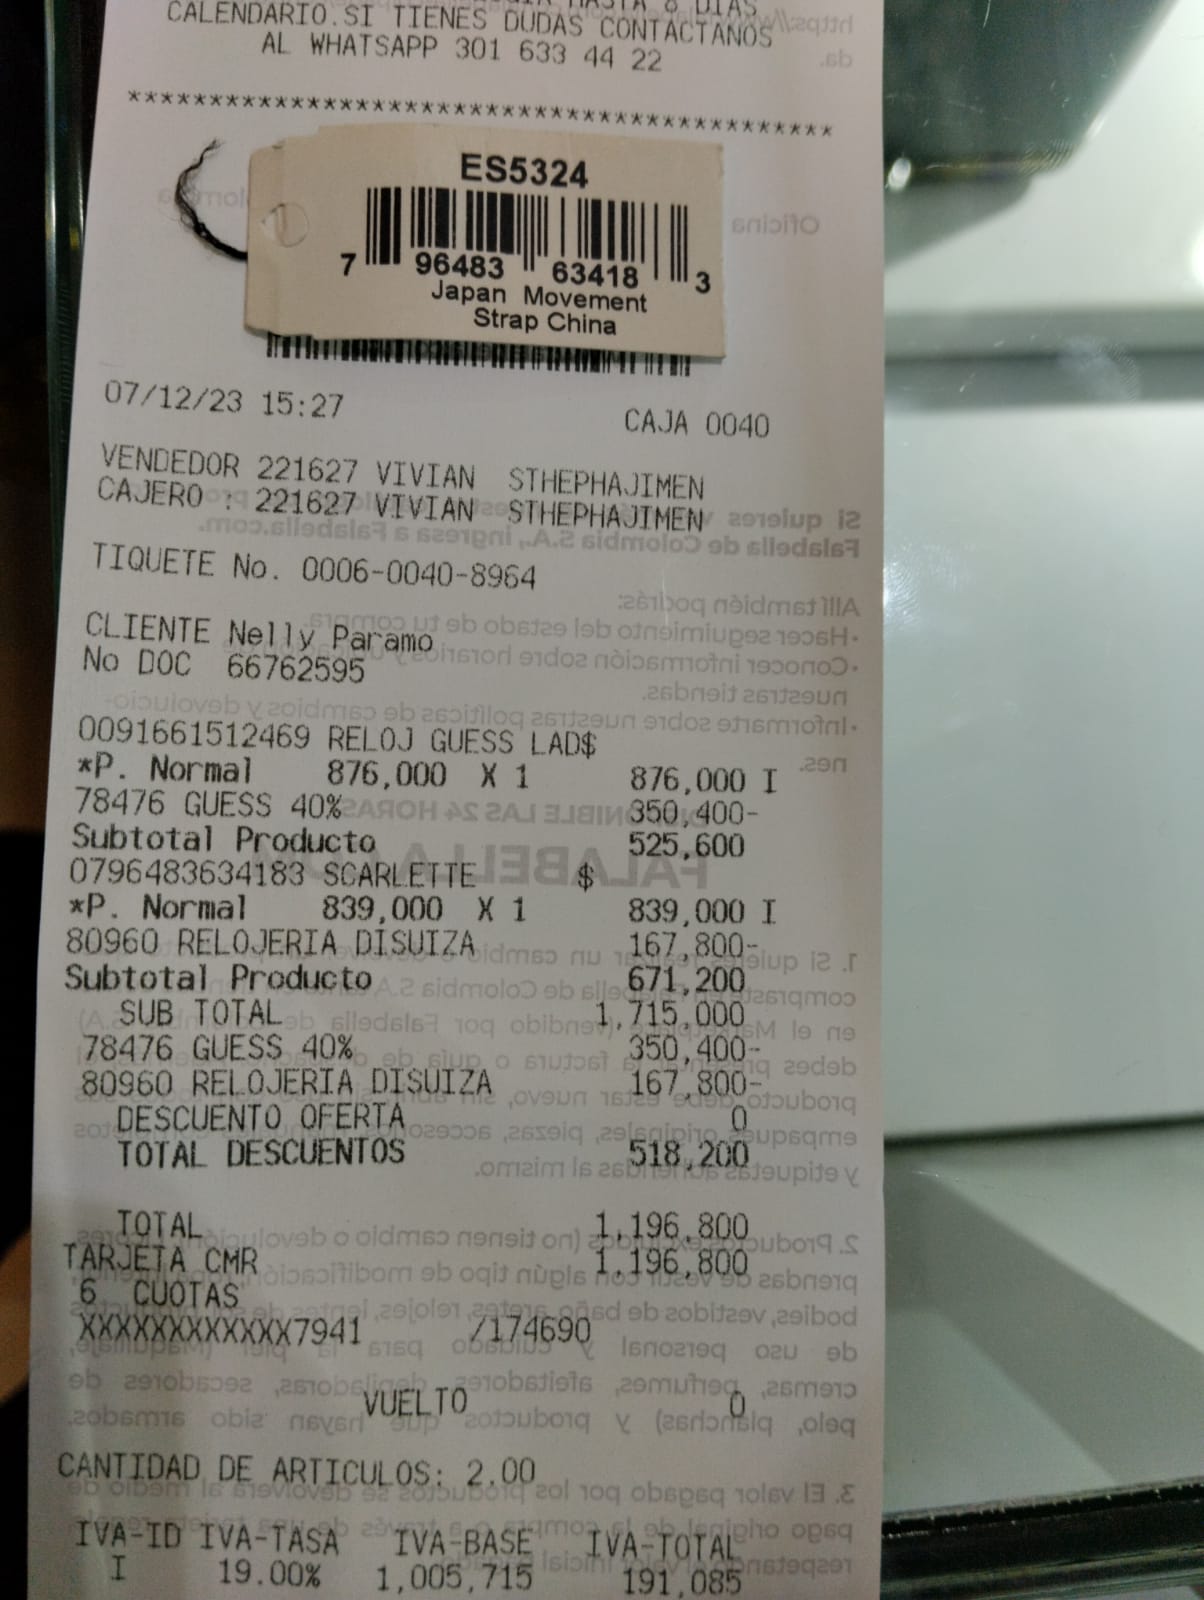 CALENDARIO.SI TIENES DUDAS CONTACTANOS
AL WHATSAPP 301 633 44 22
*******************************************
ES5324
7 96483 63418 3
Japan Movement
Strap China
07/12/23 15:27 CAJA 0040
VENDEDOR 221627 VIVIAN STHEPHAJIMEN
CAJERO : 221627 VIVIAN STHEPHAJIMEN
TIQUETE No. 0006-0040-8964
CLIENTE Nelly Paramo
No DOC 66762595
0091661512469 RELOJ GUESS LAD$
*P. Normal 876,000 X 1 876,000 I
78476 GUESS 40% 350,400-
Subtotal Producto 525,600
0796483634183 SCARLETTE $
*P. Normal 839,000 X 1 839,000 I
80960 RELOJERIA DISUIZA 167,800-
Subtotal Producto 671,200
SUB TOTAL 1,715,000
78476 GUESS 40% 350,400-
80960 RELOJERIA DISUIZA 167,800-
DESCUENTO OFERTA 0
TOTAL DESCUENTOS 518,200
TOTAL 1,196,800
TARJETA CMR 1,196,800
6 CUOTAS
XXXXXXXXXXXX7941 /174690
VUELTO 0
CANTIDAD DE ARTICULOS: 2.00
IVA-ID IVA-TASA IVA-BASE IVA-TOTAL
I 19.00% 1,005,715 191,085